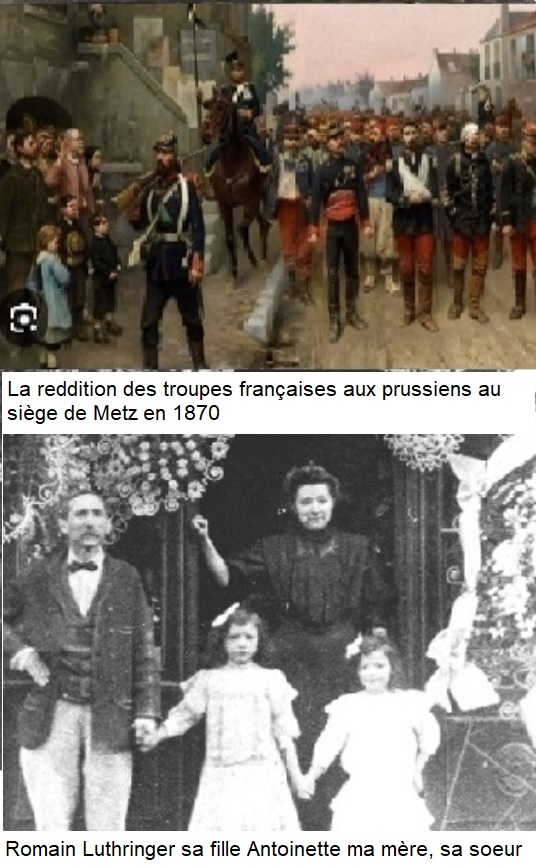 La reddition des troupes françaises aux prussiens au
siège de Metz en 1870
Romain Luthringer sa fille Antoinette ma mère, sa soeur